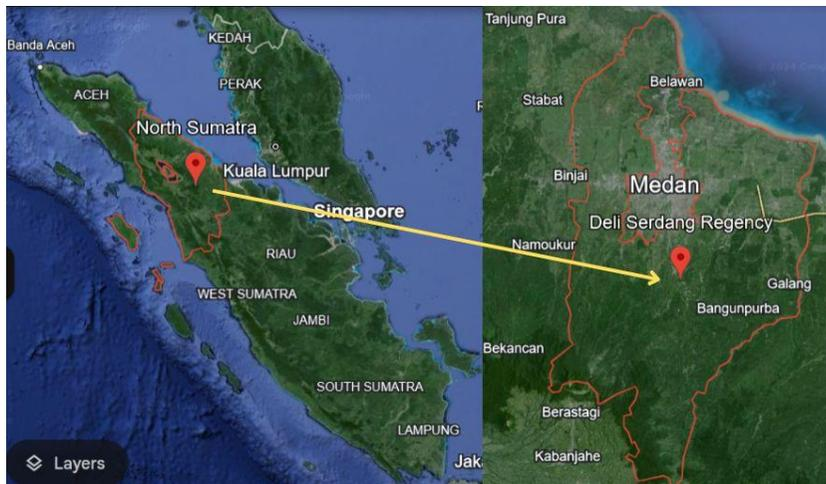 Banda Aceh
ACEH
North Sumatra
KEDAH
PERAK
Kuala Lumpur
Singapore
RIAU
WEST SUMATRA
JAMBI
SOUTH SUMATRA
LAMPUNG
Layers
Tanjung Pura
Stabat
Belawan
Binjai
Medan
Deli Serdang Regency
Namoukur
Galang
Bangunpurba
Bekancan
Berastagi
Kabanjahe